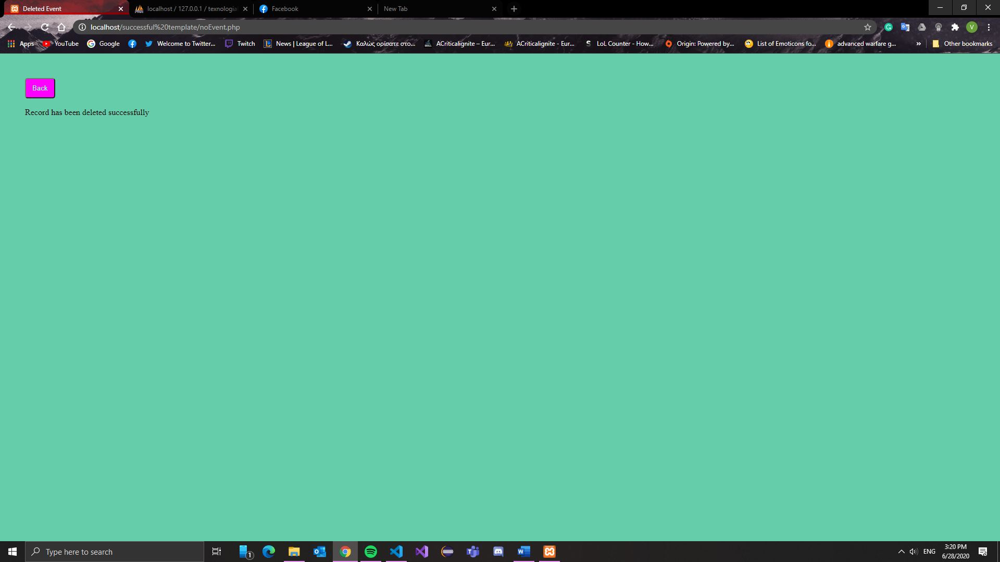 Deleted Event
localhost / 127.0.0.1 / texnologia
Facebook
New Tab
localhost/successful%20template/noEvent.php
V
Apps
YouTube
Google
Welcome to Twitter...
Twitch
News | League of L...
Καλώς ορίσατε στο...
ACriticalignite – Eur...
ACriticalignite - Eur...
LoL Counter - How...
Origin: Powered by...
List of Emoticons fo...
advanced warfare g...
»
Other bookmarks
Back
Record has been deleted successfully
Type here to search
1
ENG
3:20 PM
6/28/2020